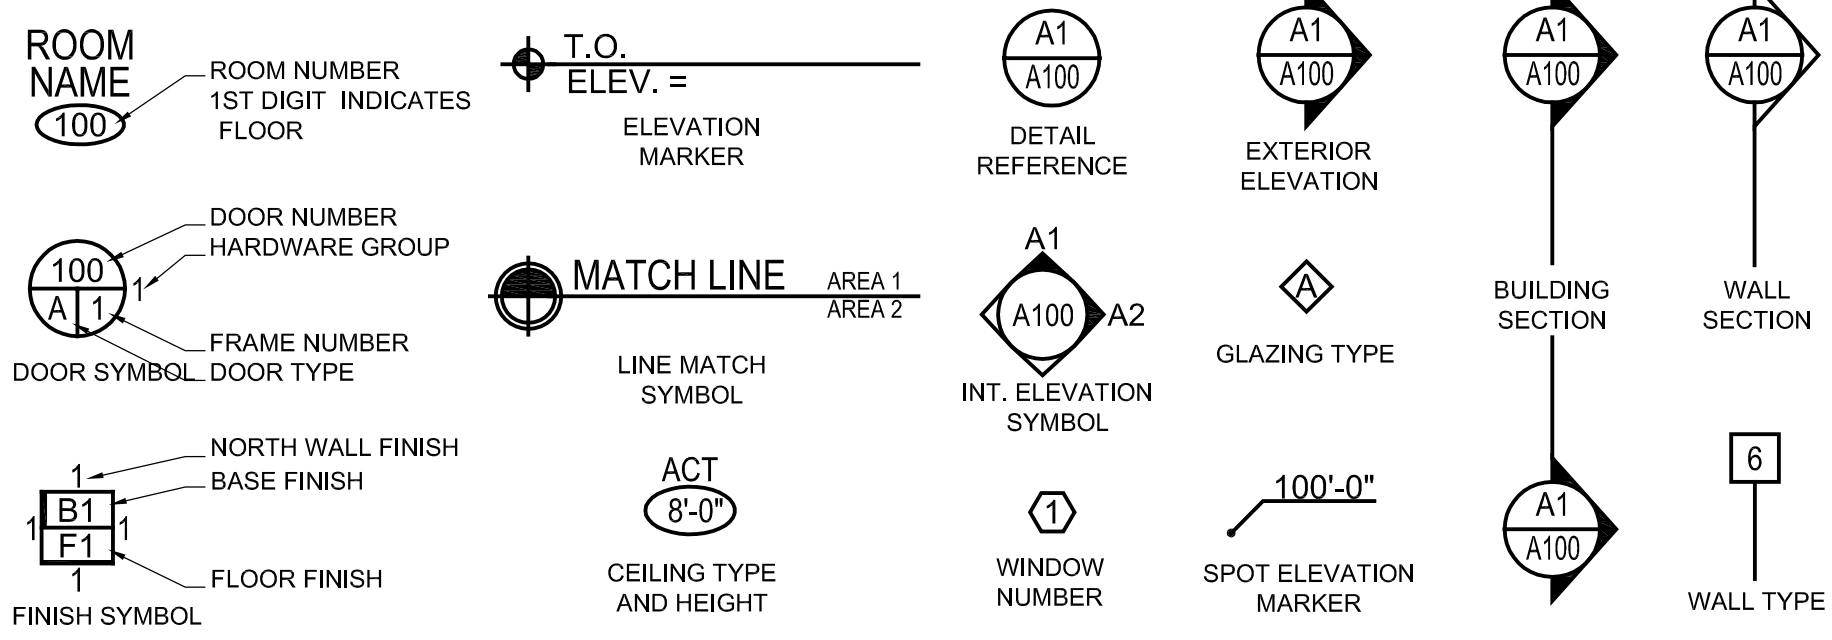 ROOM
NAME
100
ROOM NUMBER
1ST DIGIT INDICATES
FLOOR
T.O.
ELEV. =
ELEVATION
MARKER
A1
A100
DETAIL
REFERENCE
A1
A100
EXTERIOR
ELEVATION
A1
A100
BUILDING
SECTION
A1
A100
A1
A100
WALL
SECTION
DOOR NUMBER
HARDWARE GROUP
100
A 1
1
FRAME NUMBER
DOOR TYPE
DOOR SYMBOL
MATCH LINE
AREA 1
AREA 2
LINE MATCH
SYMBOL
A1
A100
A2
INT. ELEVATION
SYMBOL
A
GLAZING TYPE
NORTH WALL FINISH
BASE FINISH
1
B1
1
1
F1
1
FLOOR FINISH
FINISH SYMBOL
ACT
8'-0"
CEILING TYPE
AND HEIGHT
1
WINDOW
NUMBER
100'-0"
SPOT ELEVATION
MARKER
6
WALL TYPE